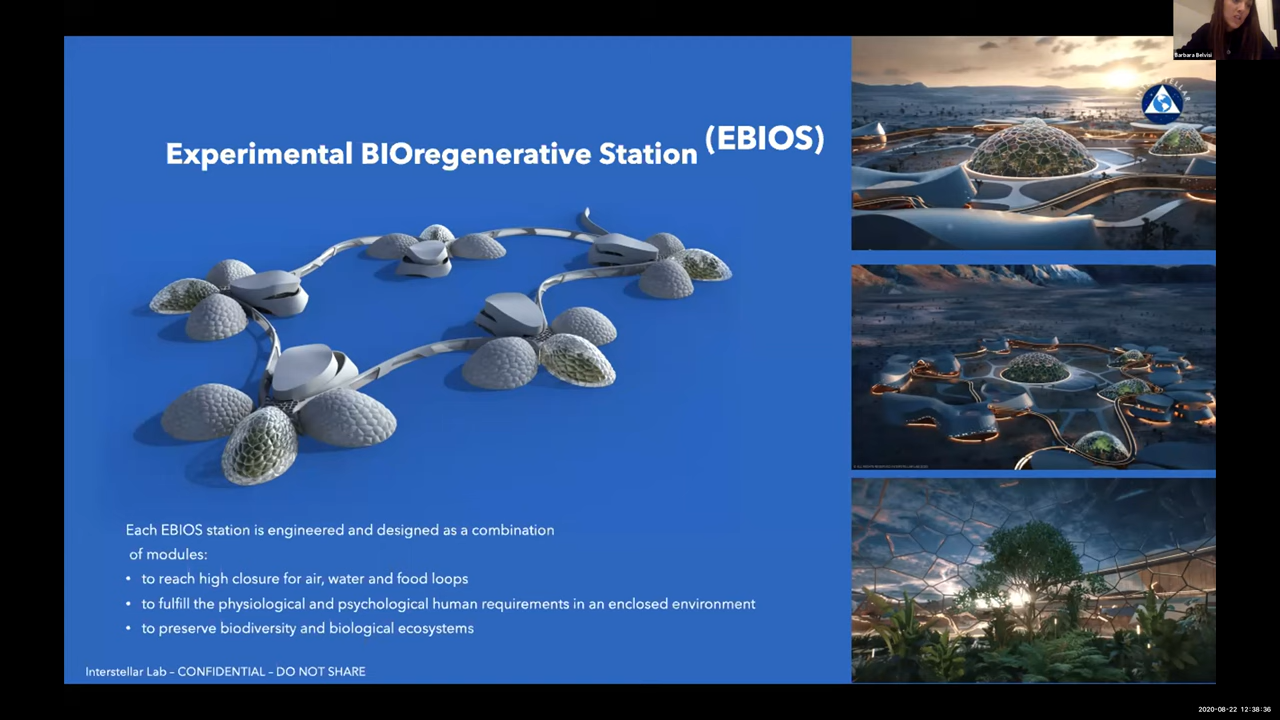 Barbara Belvisi
Experimental BIOregenerative Station (EBIOS)
Each EBIOS station is engineered and designed as a combination
of modules:
• to reach high closure for air, water and food loops
• to fulfill the physiological and psychological human requirements in an enclosed environment
• to preserve biodiversity and biological ecosystems
Interstellar Lab – CONFIDENTIAL – DO NOT SHARE
2020-08-22 12:38:36